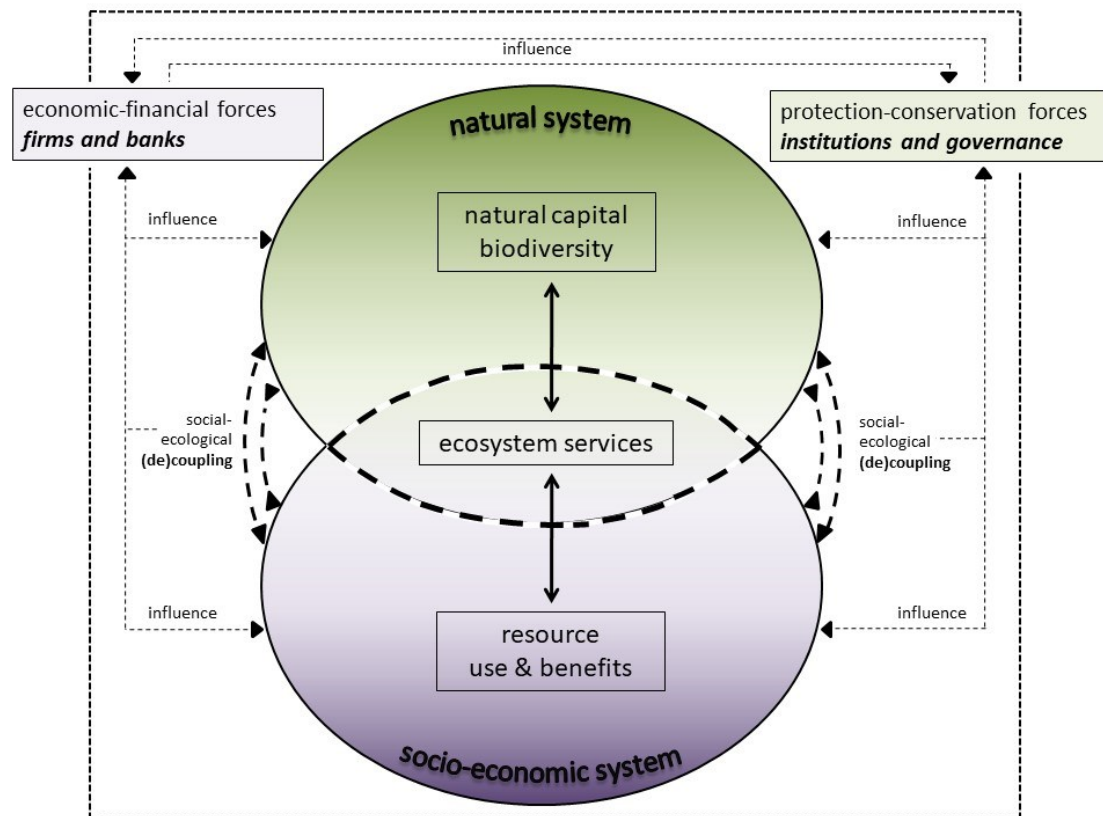 influence
economic-financial forces
firms and banks
protection-conservation forces
institutions and governance
natural system
natural capital
biodiversity
influence
influence
social-
ecological
(de)coupling
ecosystem services
social-
ecological
(de)coupling
influence
influence
resource
use & benefits
socio-economic system